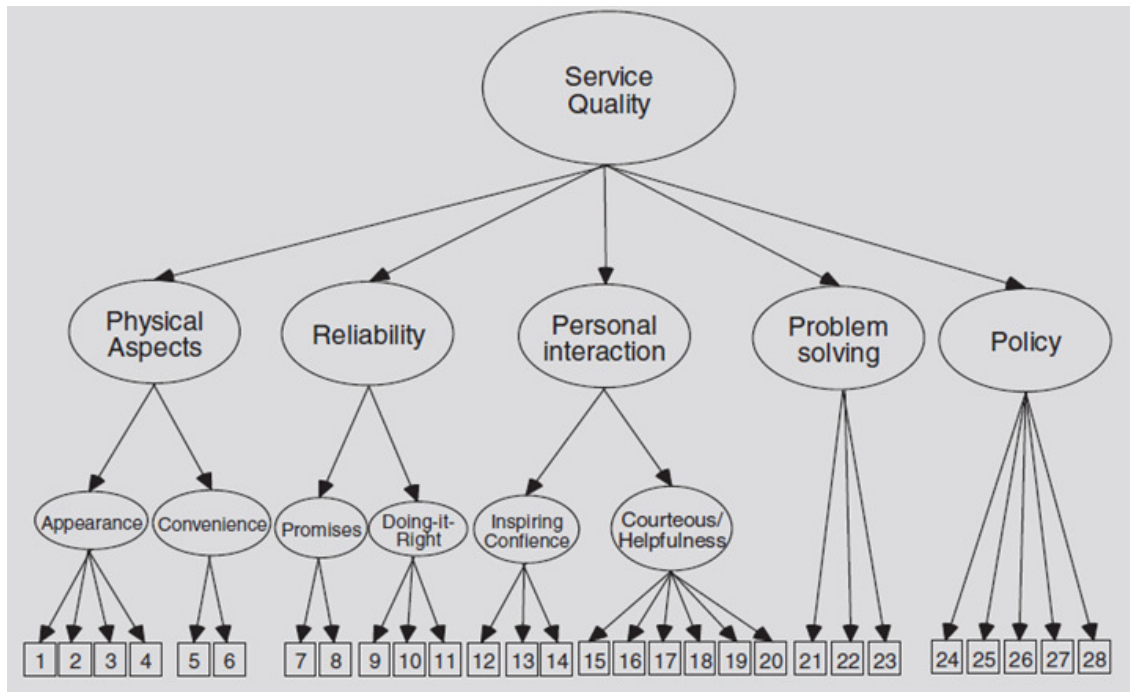 Service
Quality
Physical
Aspects
Reliability
Personal
interaction
Problem
solving
Policy
Appearance
Convenience
Promises
Doing-it-
Right
Inspiring
Confience
Courteous/
Helpfulness
1 2 3 4 5 6 7 8 9 10 11 12 13 14 15 16 17 18 19 20 21 22 23 24 25 26 27 28